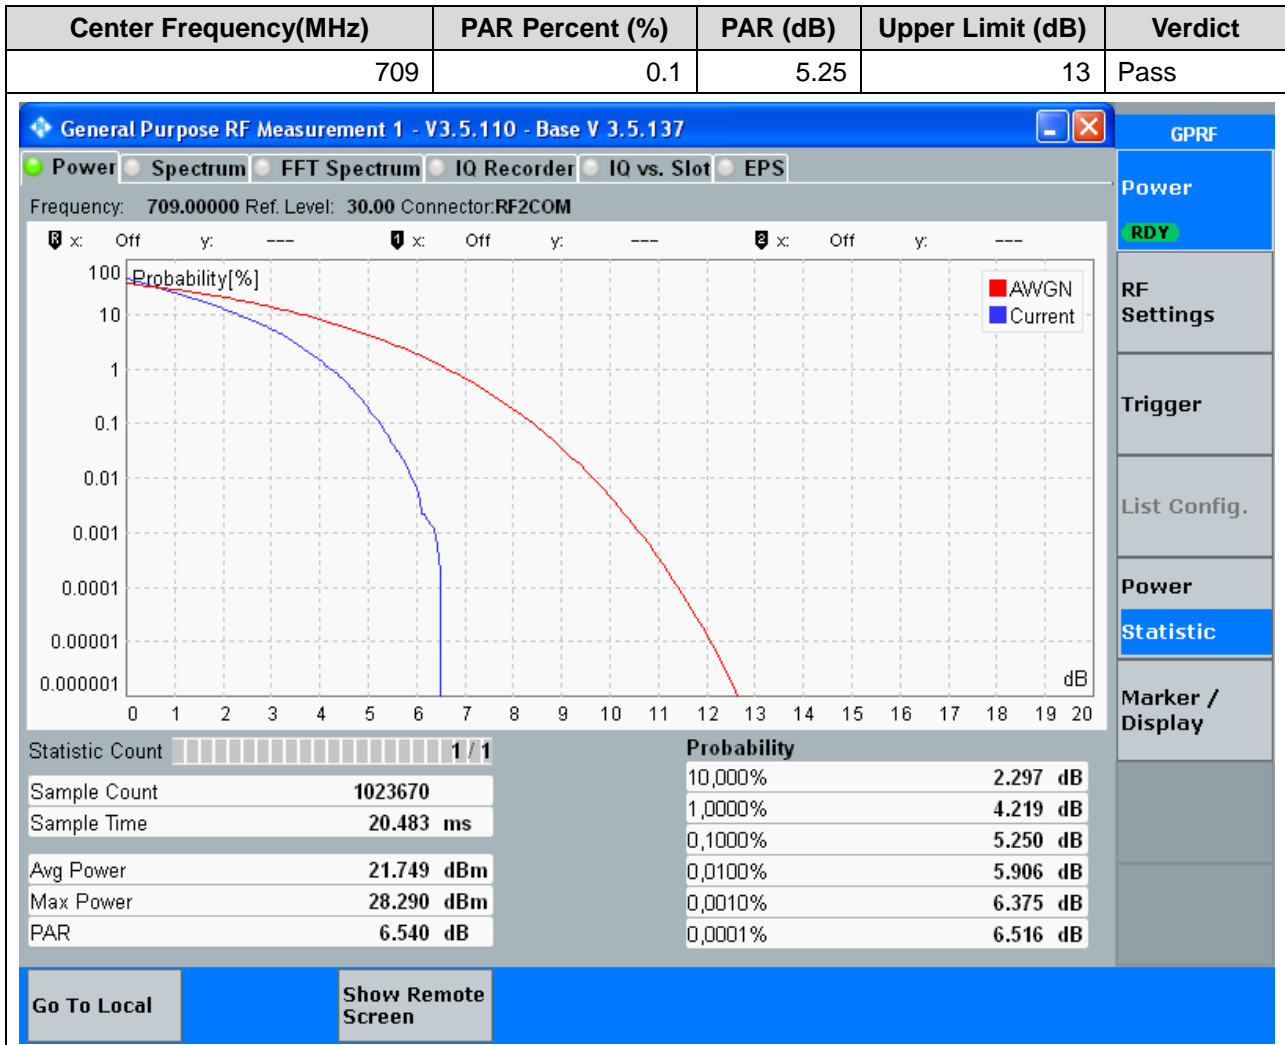 Center Frequency(MHz) PAR Percent (%) PAR (dB) Upper Limit (dB) Verdict
709 0.1 5.25 13 Pass
General Purpose RF Measurement 1 - V3.5.110 - Base V 3.5.137
GPRF
Power Spectrum FFT Spectrum IQ Recorder IQ vs. Slot EPS
Frequency: 709.00000 Ref. Level: 30.00 Connector:RF2COM
R x: Off y: --- 1 x: Off y: --- 2 x: Off y: ---
Probability[%]
AWGN
Current
100
10
1
0.1
0.01
0.001
0.0001
0.00001
0.000001
dB
0 1 2 3 4 5 6 7 8 9 10 11 12 13 14 15 16 17 18 19 20
Statistic Count 1 / 1
Sample Count 1023670
Sample Time 20.483 ms
Avg Power 21.749 dBm
Max Power 28.290 dBm
PAR 6.540 dB
Probability
10,000% 2.297 dB
1,0000% 4.219 dB
0,1000% 5.250 dB
0,0100% 5.906 dB
0,0010% 6.375 dB
0,0001% 6.516 dB
Power
RDY
RF
Settings
Trigger
List Config.
Power
Statistic
Marker /
Display
Go To Local
Show Remote
Screen